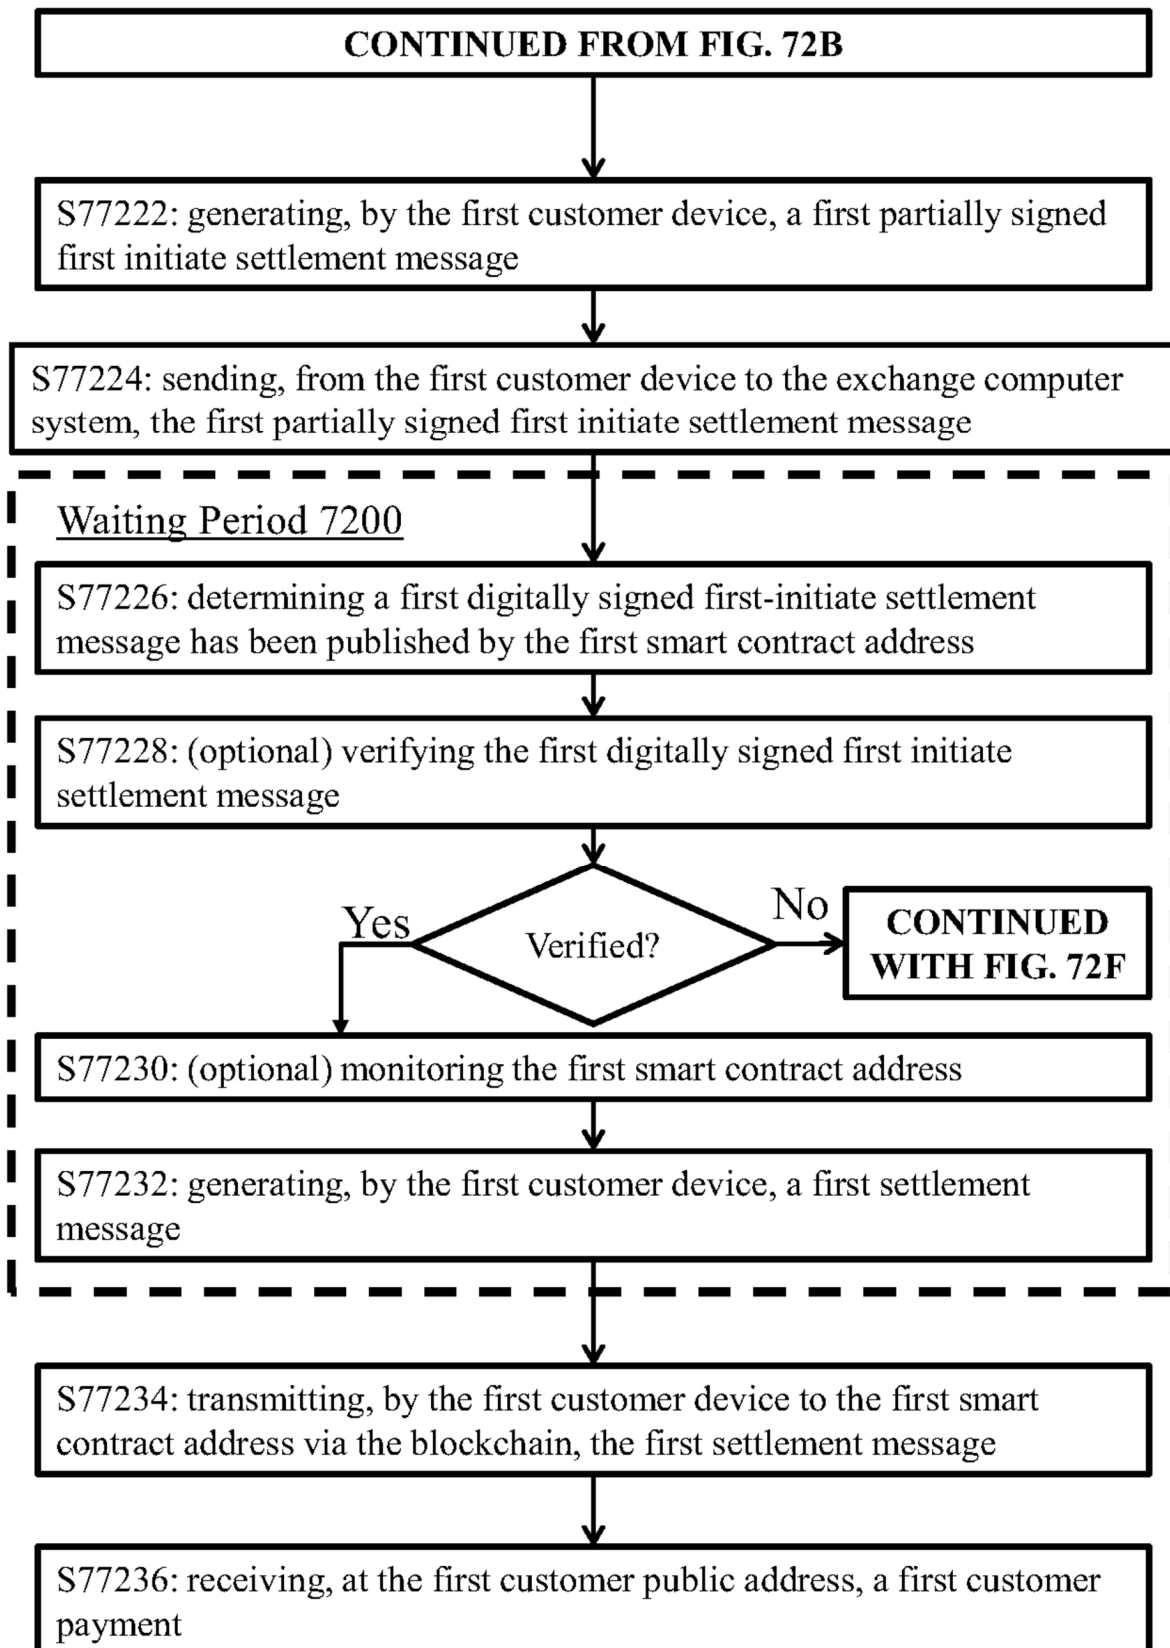 CONTINUED FROM FIG. 72B
S77222: generating, by the first customer device, a first partially signed
first initiate settlement message
S77224: sending, from the first customer device to the exchange computer
system, the first partially signed first initiate settlement message
Waiting Period 7200
S77226: determining a first digitally signed first-initiate settlement
message has been published by the first smart contract address
S77228: (optional) verifying the first digitally signed first initiate
settlement message
Yes
Verified?
No
CONTINUED
WITH FIG. 72F
S77230: (optional) monitoring the first smart contract address
S77232: generating, by the first customer device, a first settlement
message
S77234: transmitting, by the first customer device to the first smart
contract address via the blockchain, the first settlement message
S77236: receiving, at the first customer public address, a first customer
payment